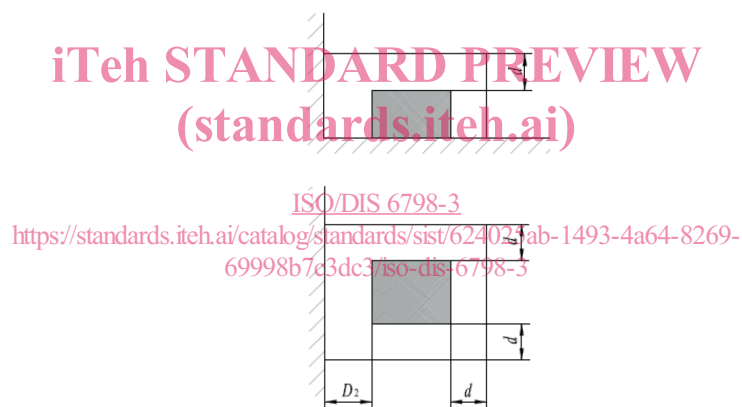 iTeh STANDARD PREVIEW
d
(standards.iteh.ai)
ISO/DIS 6798-3
https://standards.iteh.ai/catalog/standards/sist/624025ab-1493-4a64-8269-
d
69998b7c3dc3/iso-dis-6798-3
d
D2 d